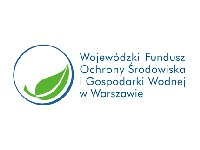 Wojewódzki Fundusz
Ochrony Środowiska
i Gospodarki Wodnej
w Warszawie